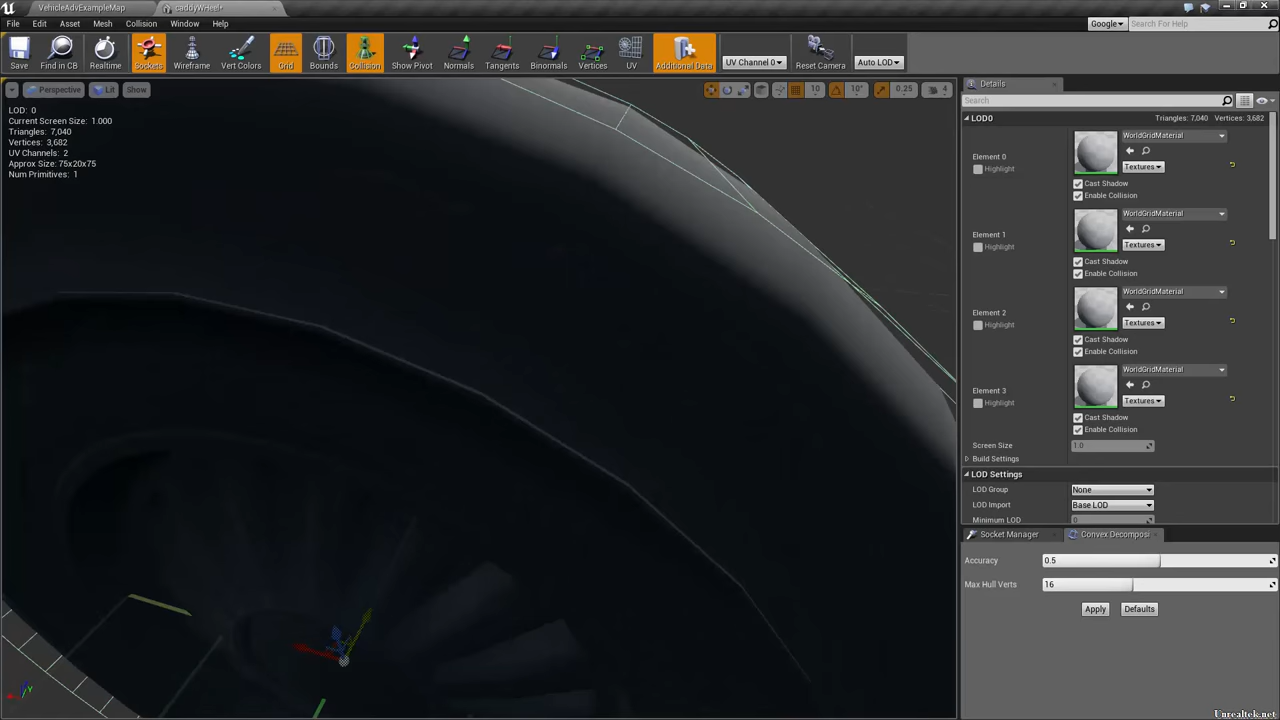 VehicleAdvExampleMap
caddyWHeel*
File Edit Asset Mesh Collision Window Help
Google
Search For Help
Save Find in CB Realtime Sockets Wireframe Vert Colors Grid Bounds Collision Show Pivot Normals Tangents Binormals Vertices UV Additional Data UV Channel 0 Reset Camera Auto LOD
Perspective Lit Show
10 10° 0.25 4
LOD: 0
Current Screen Size: 1.000
Triangles: 7,040
Vertices: 3,682
UV Channels: 2
Approx Size: 75x20x75
Num Primitives: 1
Details
Search
LOD0 Triangles: 7,040 Vertices: 3,682
WorldGridMaterial
Element 0
Highlight
Textures
Cast Shadow
Enable Collision
WorldGridMaterial
Element 1
Highlight
Textures
Cast Shadow
Enable Collision
WorldGridMaterial
Element 2
Highlight
Textures
Cast Shadow
Enable Collision
WorldGridMaterial
Element 3
Highlight
Textures
Cast Shadow
Enable Collision
Screen Size 1.0
Build Settings
LOD Settings
LOD Group None
LOD Import Base LOD
Minimum LOD 0
Socket Manager Convex Decomposi
Accuracy 0.5
Max Hull Verts 16
Apply Defaults
Unrealtek.net